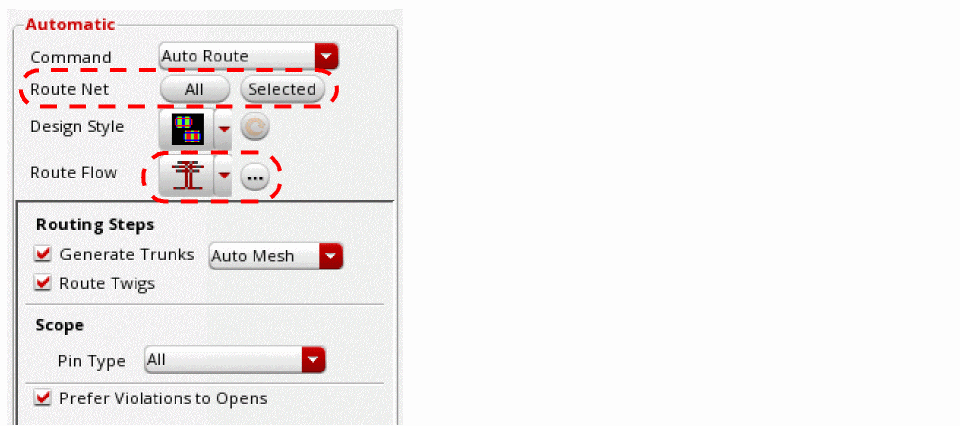 Automatic
Command Auto Route
Route Net All Selected
Design Style
Route Flow ...
Routing Steps
Generate Trunks Auto Mesh
Route Twigs
Scope
Pin Type All
Prefer Violations to Opens